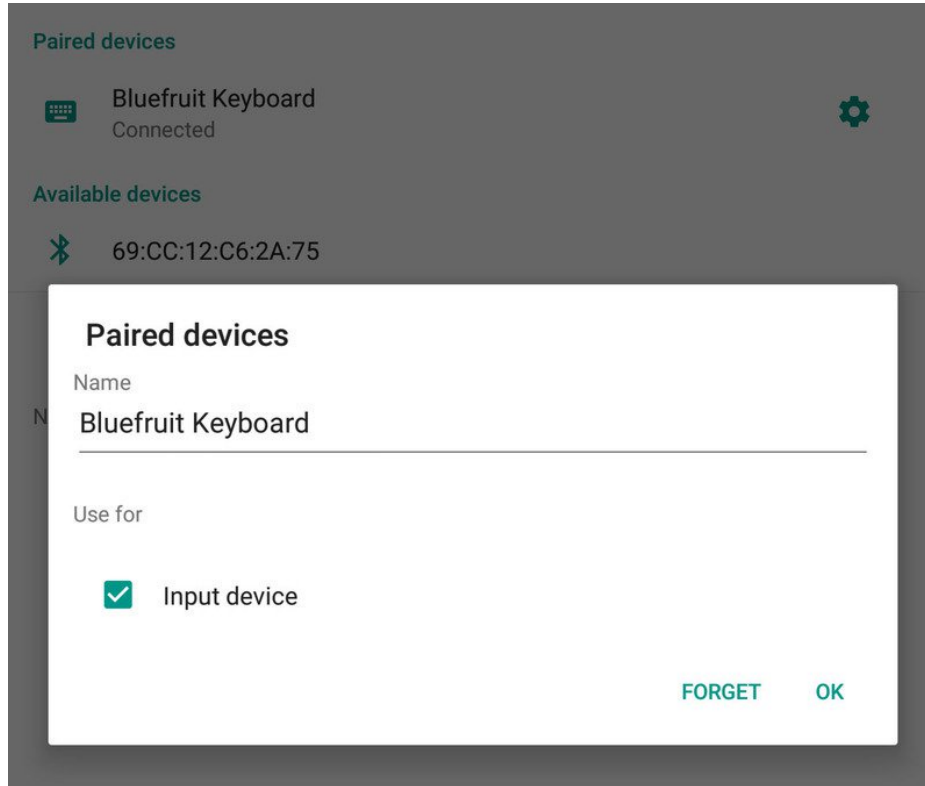 Paired devices
Bluefruit Keyboard
Connected
Available devices
69:CC:12:C6:2A:75
Paired devices
Name
N
Bluefruit Keyboard
Use for
Input device
FORGET OK